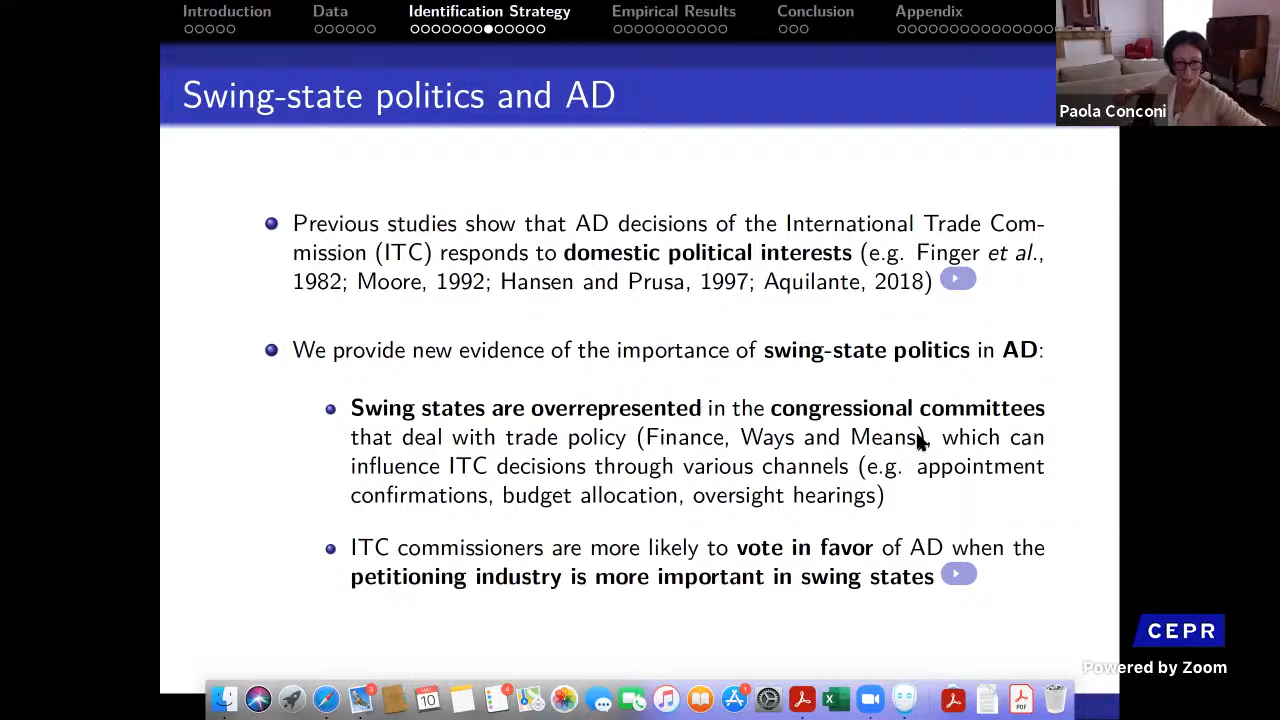 Introduction Data Identification Strategy Empirical Results Conclusion Appendix
Paola Conconi
Swing-state politics and AD
Previous studies show that AD decisions of the International Trade Com-
mission (ITC) responds to domestic political interests (e.g. Finger et al.,
1982; Moore, 1992; Hansen and Prusa, 1997; Aquilante, 2018)
We provide new evidence of the importance of swing-state politics in AD:
Swing states are overrepresented in the congressional committees
that deal with trade policy (Finance, Ways and Means), which can
influence ITC decisions through various channels (e.g. appointment
confirmations, budget allocation, oversight hearings)
ITC commissioners are more likely to vote in favor of AD when the
petitioning industry is more important in swing states
CEPR
Powered by Zoom
3
10
4
1
PDF